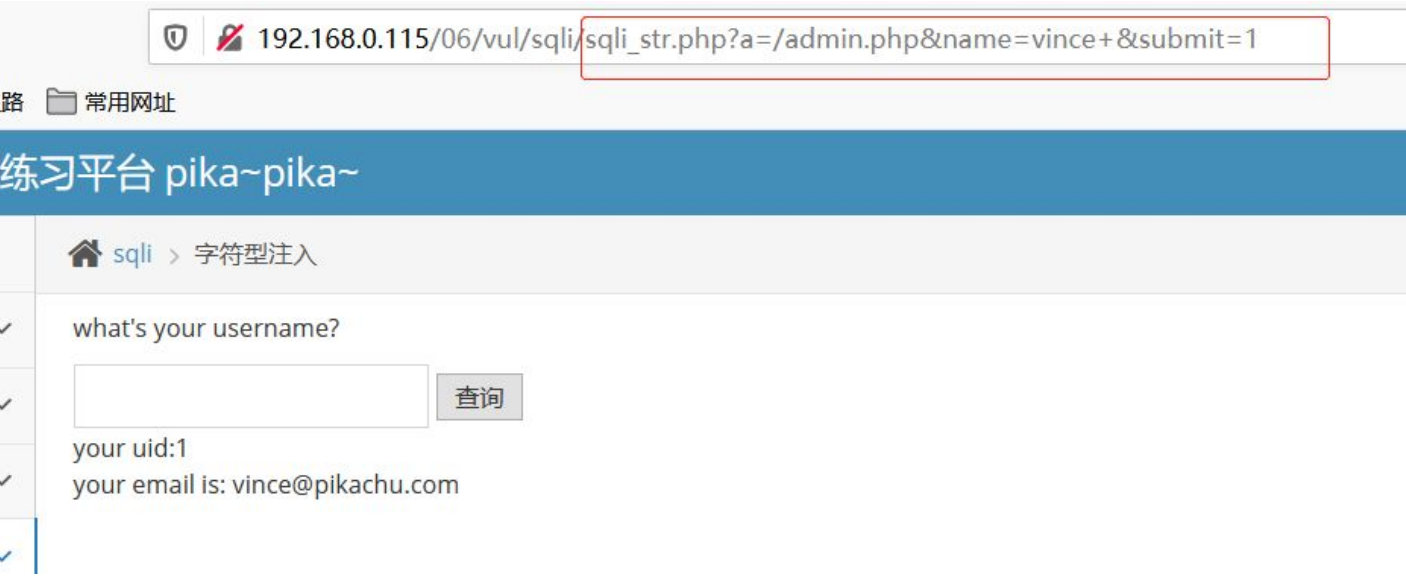 192.168.0.115/06/vul/sqli/sqli_str.php?a=/admin.php&name=vince+&submit=1
路 常用网址
练习平台 pika~pika~
sqli > 字符型注入
what's your username?
查询
your uid:1
your email is: vince@pikachu.com